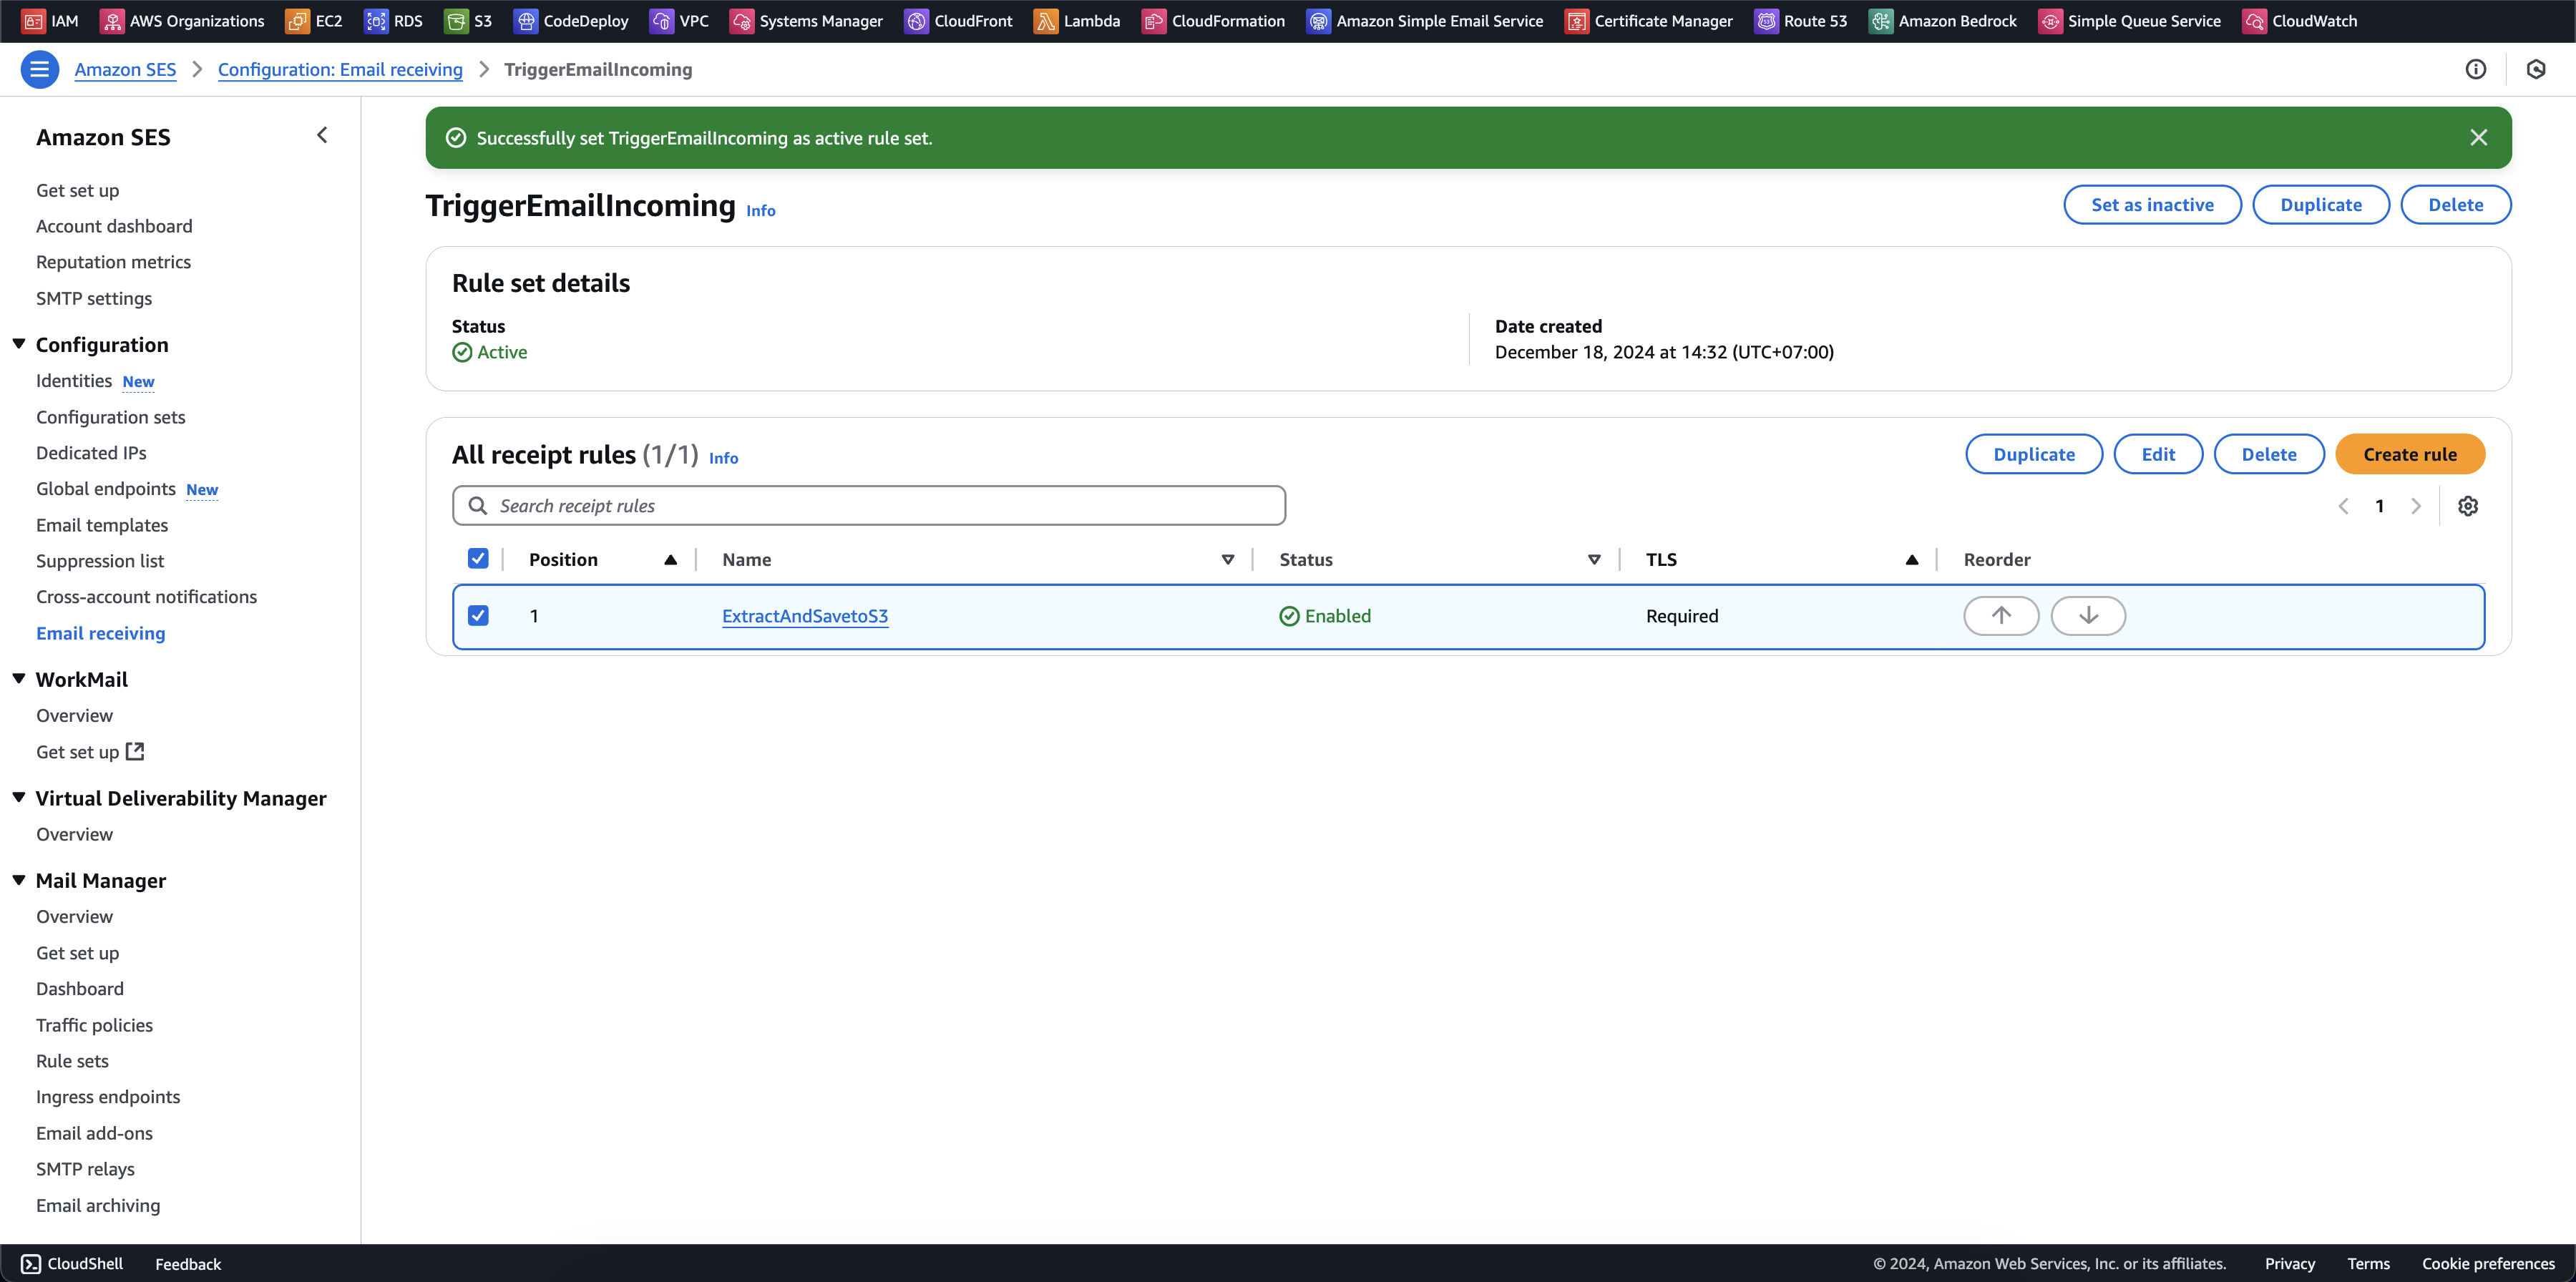 IAM AWS Organizations EC2 RDS S3 CodeDeploy VPC Systems Manager CloudFront Lambda CloudFormation Amazon Simple Email Service Certificate Manager Route 53 Amazon Bedrock Simple Queue Service CloudWatch
Amazon SES > Configuration: Email receiving > TriggerEmailIncoming
Amazon SES
Get set up
Account dashboard
Reputation metrics
SMTP settings
Configuration
Identities New
Configuration sets
Dedicated IPs
Global endpoints New
Email templates
Suppression list
Cross-account notifications
Email receiving
WorkMail
Overview
Get set up
Virtual Deliverability Manager
Overview
Mail Manager
Overview
Get set up
Dashboard
Traffic policies
Rule sets
Ingress endpoints
Email add-ons
SMTP relays
Email archiving
Successfully set TriggerEmailIncoming as active rule set.
TriggerEmailIncoming Info
Set as inactive Duplicate Delete
Rule set details
Status
Active
Date created
December 18, 2024 at 14:32 (UTC+07:00)
All receipt rules (1/1) Info
Duplicate Edit Delete Create rule
Search receipt rules
1
Position Name Status TLS Reorder
1 ExtractAndSavetoS3 Enabled Required
CloudShell Feedback
© 2024, Amazon Web Services, Inc. or its affiliates. Privacy Terms Cookie preferences